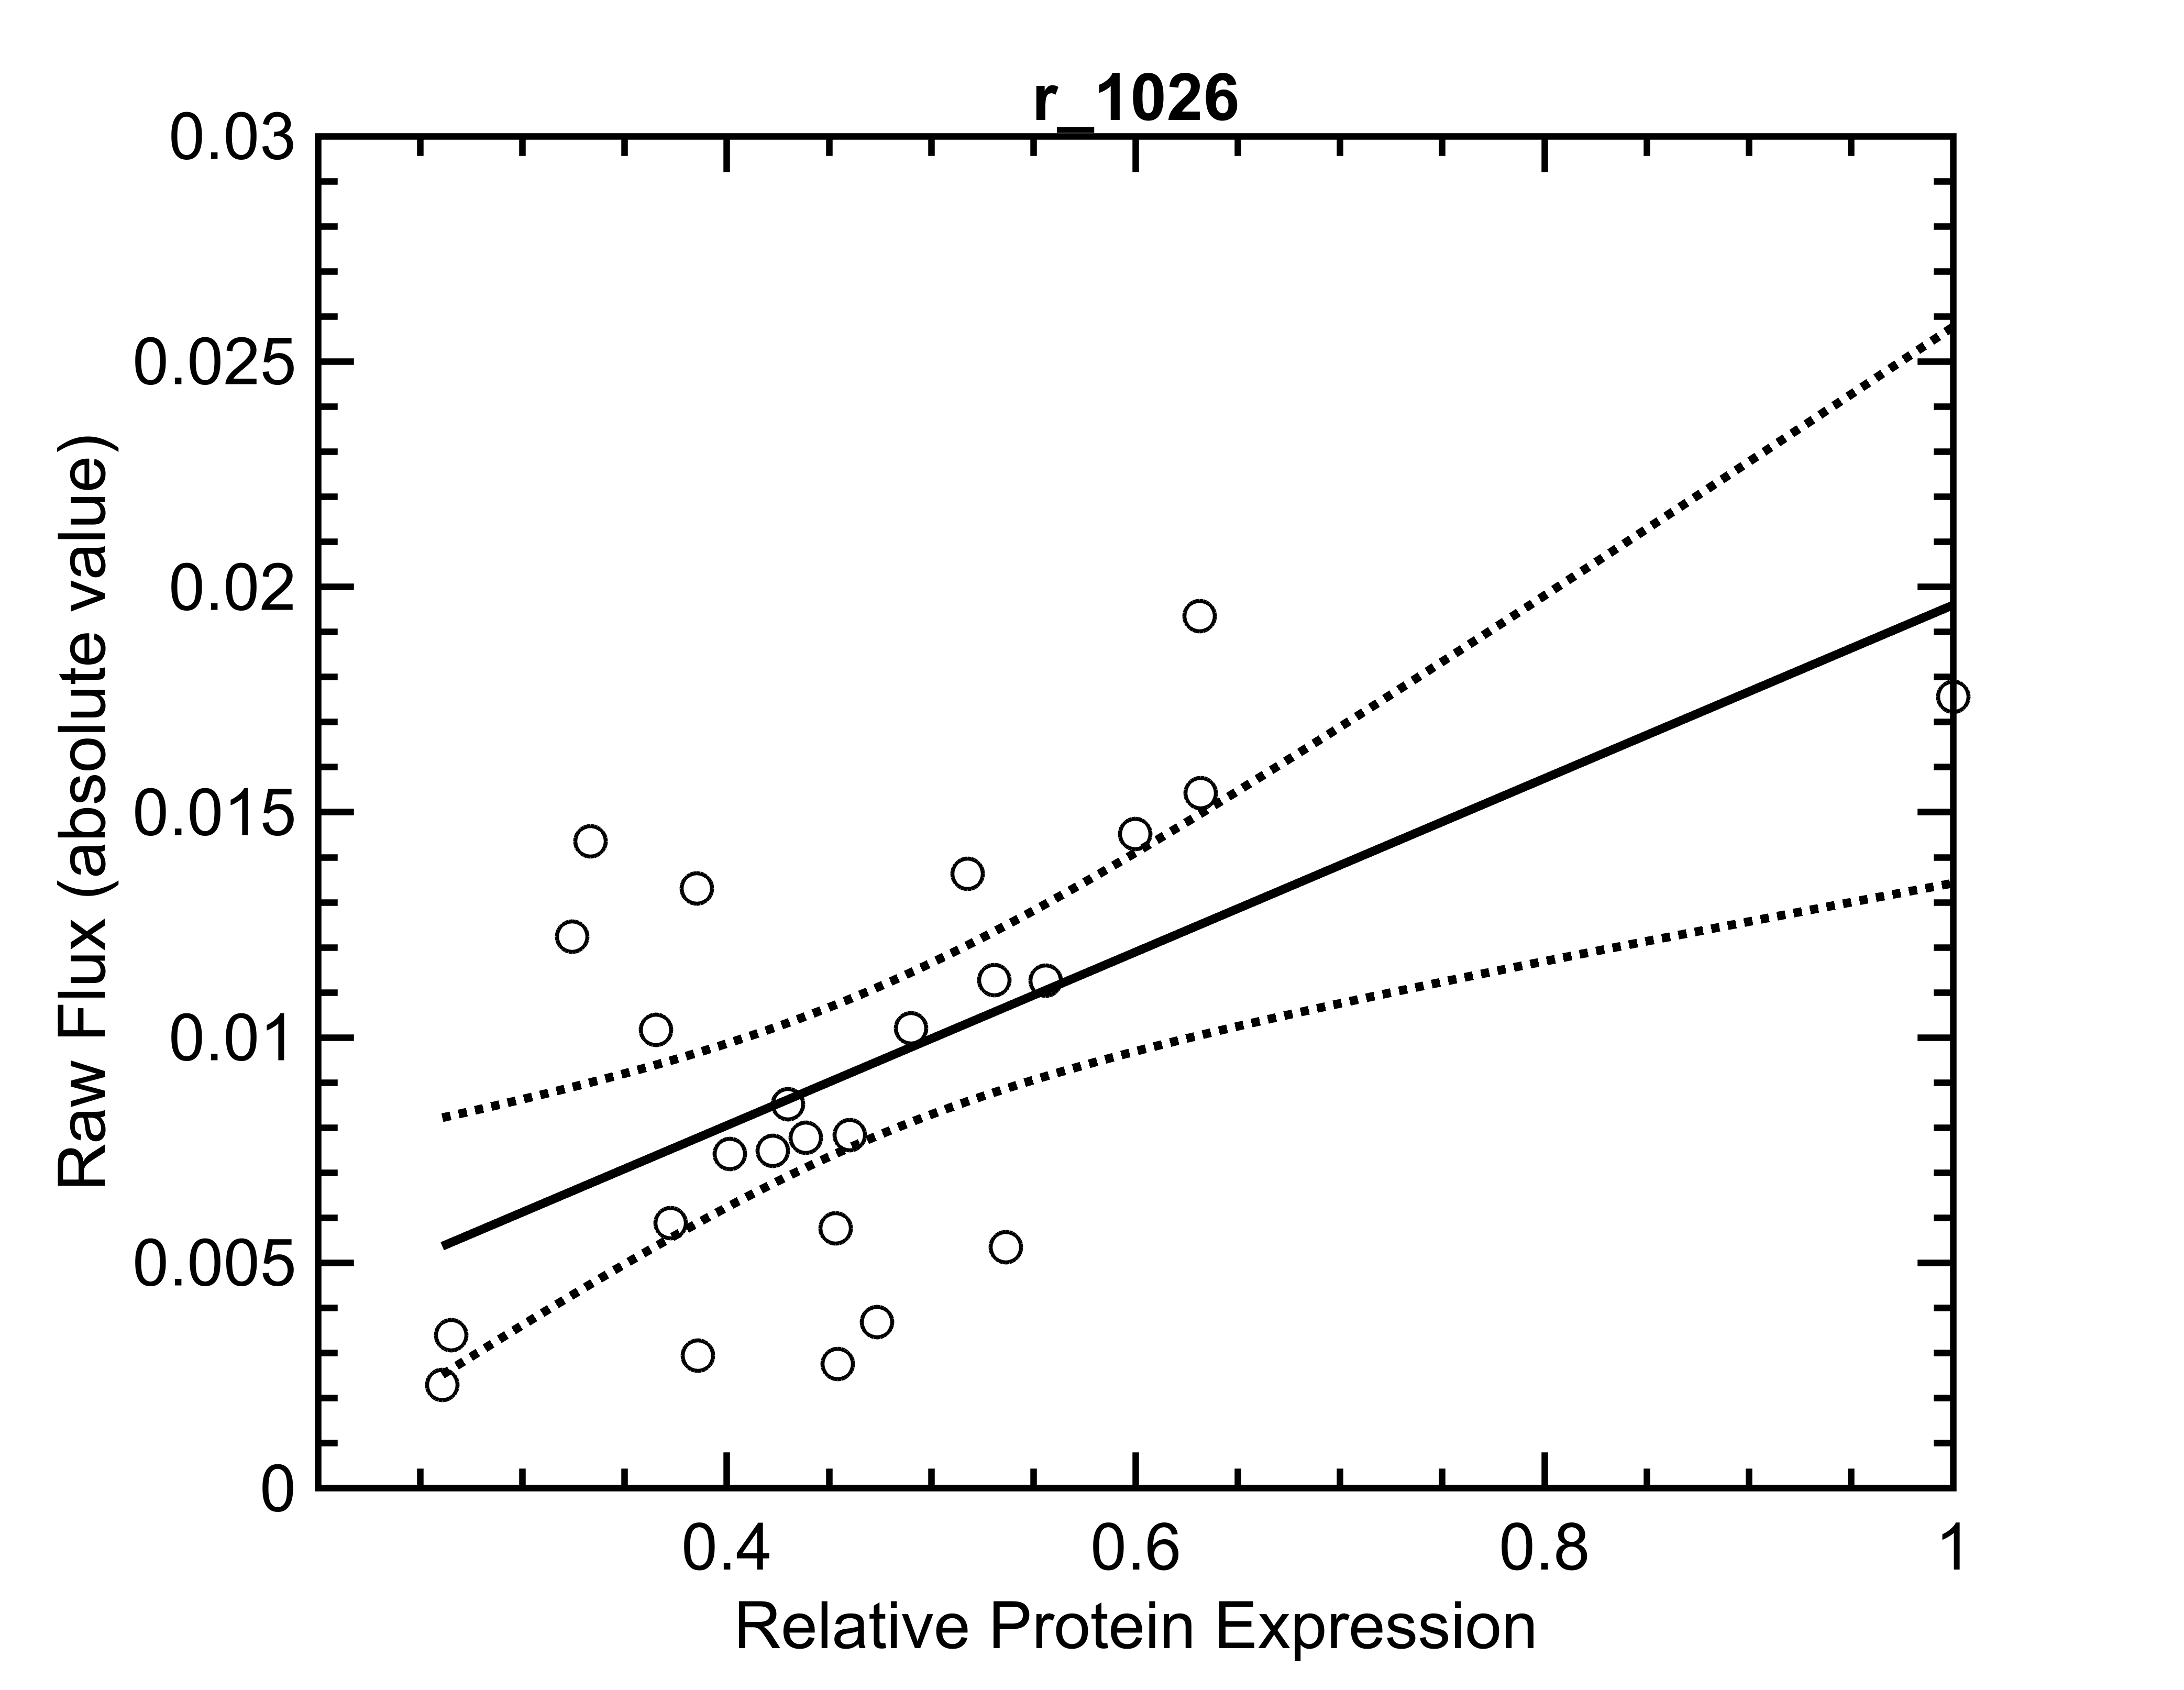 r_1026
0.03
0.025
0.02
0.015
0.01
0.005
0
Raw Flux (absolute value)
0.4 0.6 0.8 1
Relative Protein Expression